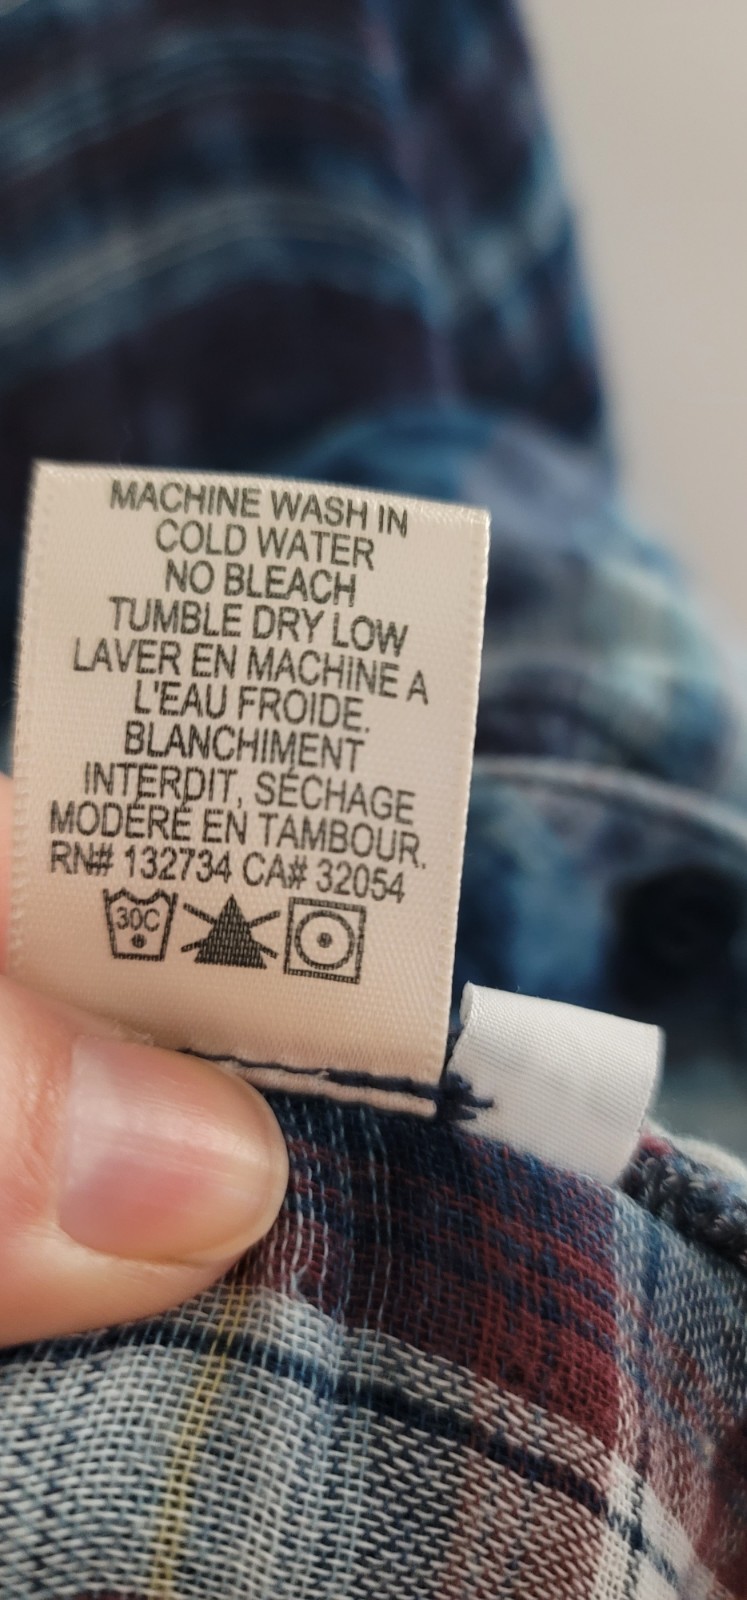 MACHINE WASH IN
COLD WATER
NO BLEACH
TUMBLE DRY LOW
LAVER EN MACHINE A
L'EAU FROIDE.
BLANCHIMENT
INTERDIT, SÉCHAGE
MODÉRÉ EN TAMBOUR.
RN# 132734 CA# 32054
30C